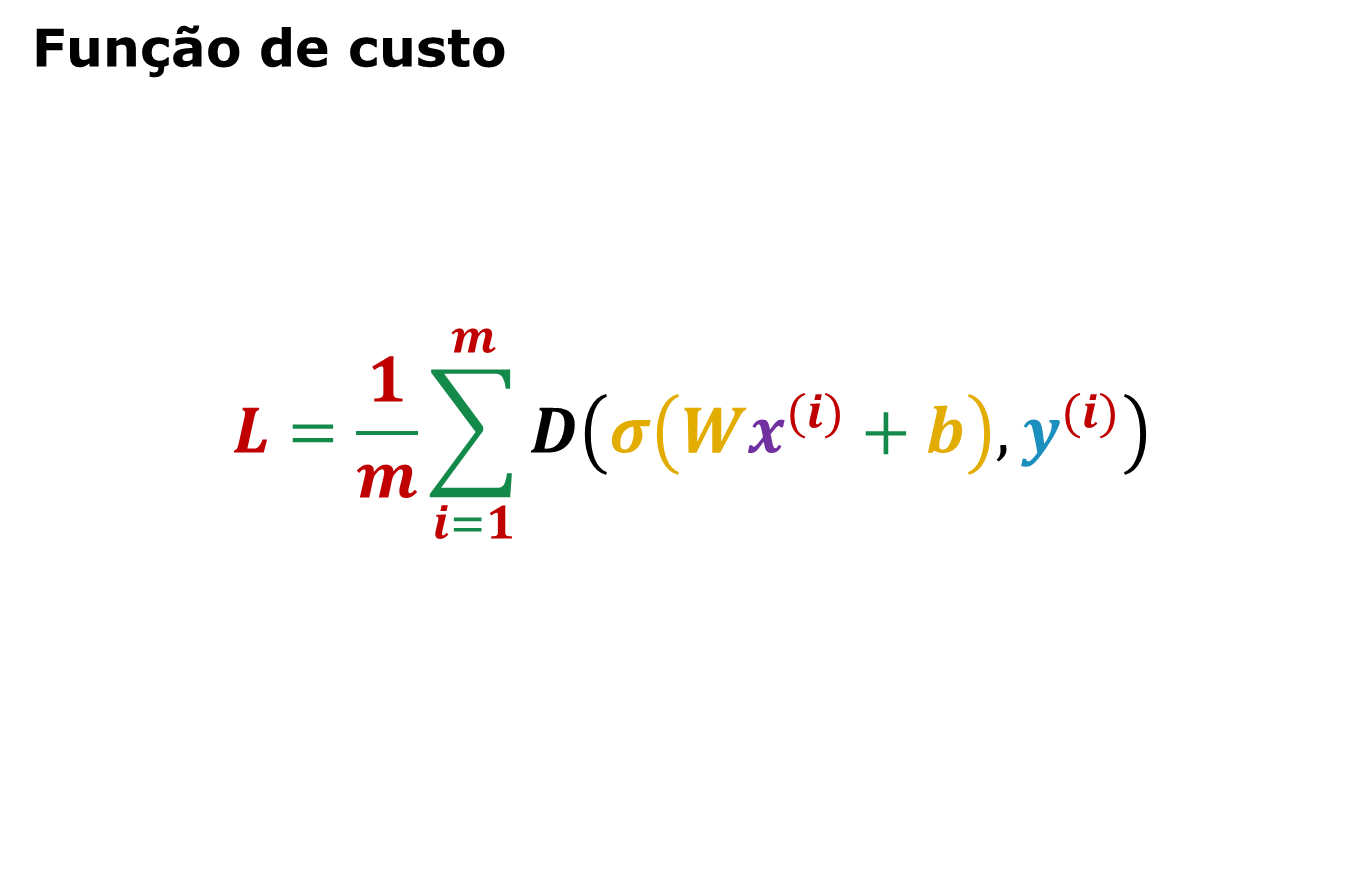 Função de custo
L = 1/m ∑_{i=1}^{m} D(σ(Wx^{(i)} + b), y^{(i)})